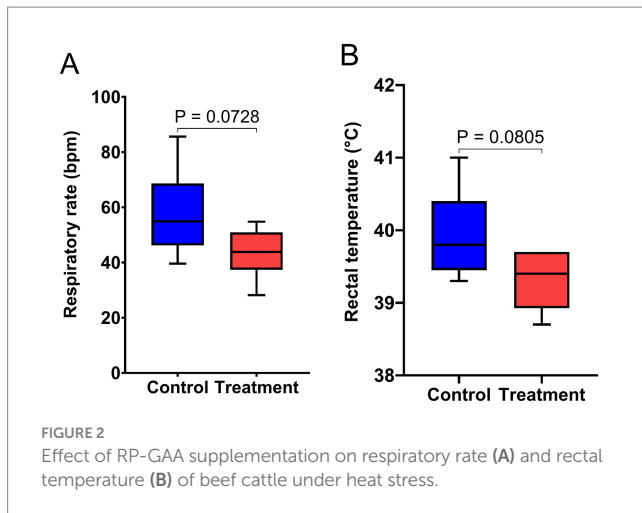 A
Respiratory rate (bpm)
100
80
60
40
20
0
P = 0.0728
Control Treatment
B
Rectal temperature (°C)
42
41
40
39
38
P = 0.0805
Control Treatment
FIGURE 2
Effect of RP-GAA supplementation on respiratory rate (A) and rectal
temperature (B) of beef cattle under heat stress.